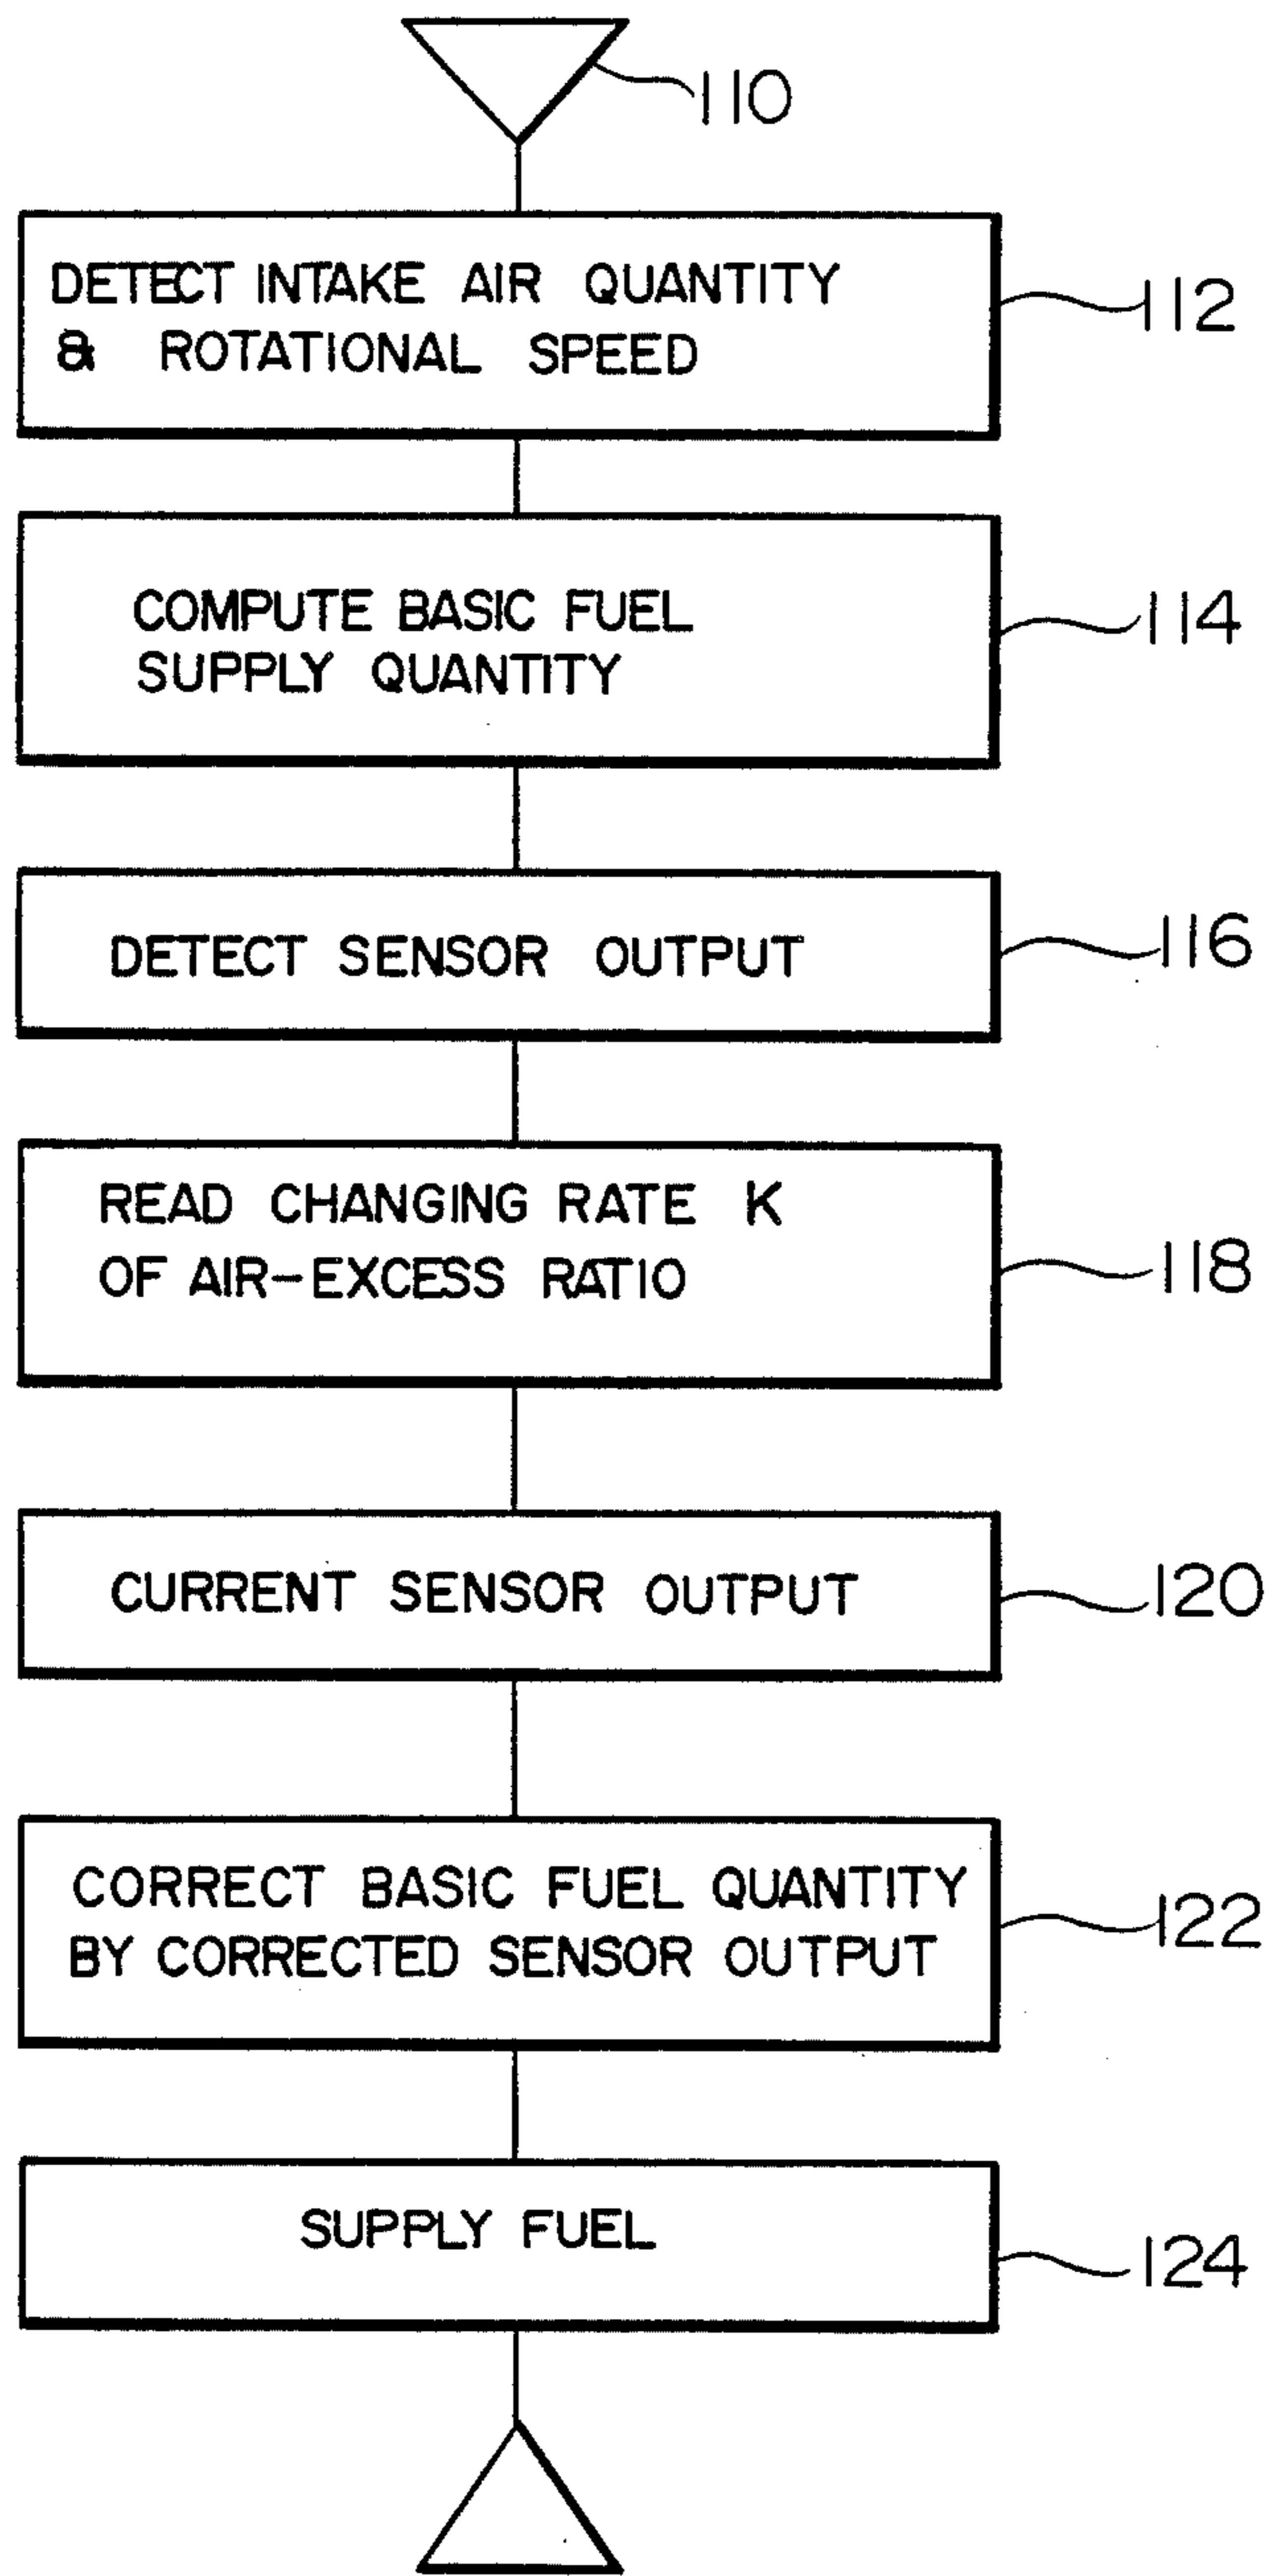 110
DETECT INTAKE AIR QUANTITY
& ROTATIONAL SPEED
112
COMPUTE BASIC FUEL
SUPPLY QUANTITY
114
DETECT SENSOR OUTPUT
116
READ CHANGING RATE K
OF AIR-EXCESS RATIO
118
CURRENT SENSOR OUTPUT
120
CORRECT BASIC FUEL QUANTITY
BY CORRECTED SENSOR OUTPUT
122
SUPPLY FUEL
124